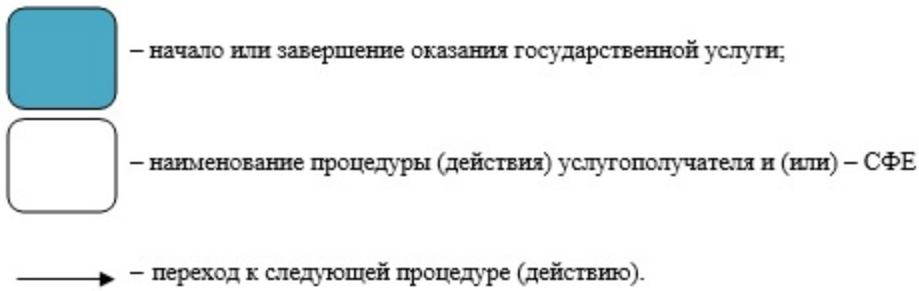 – начало или завершение оказания государственной услуги;
– наименование процедуры (действия) услугополучателя и (или) – СФЕ
– переход к следующей процедуре (действию).